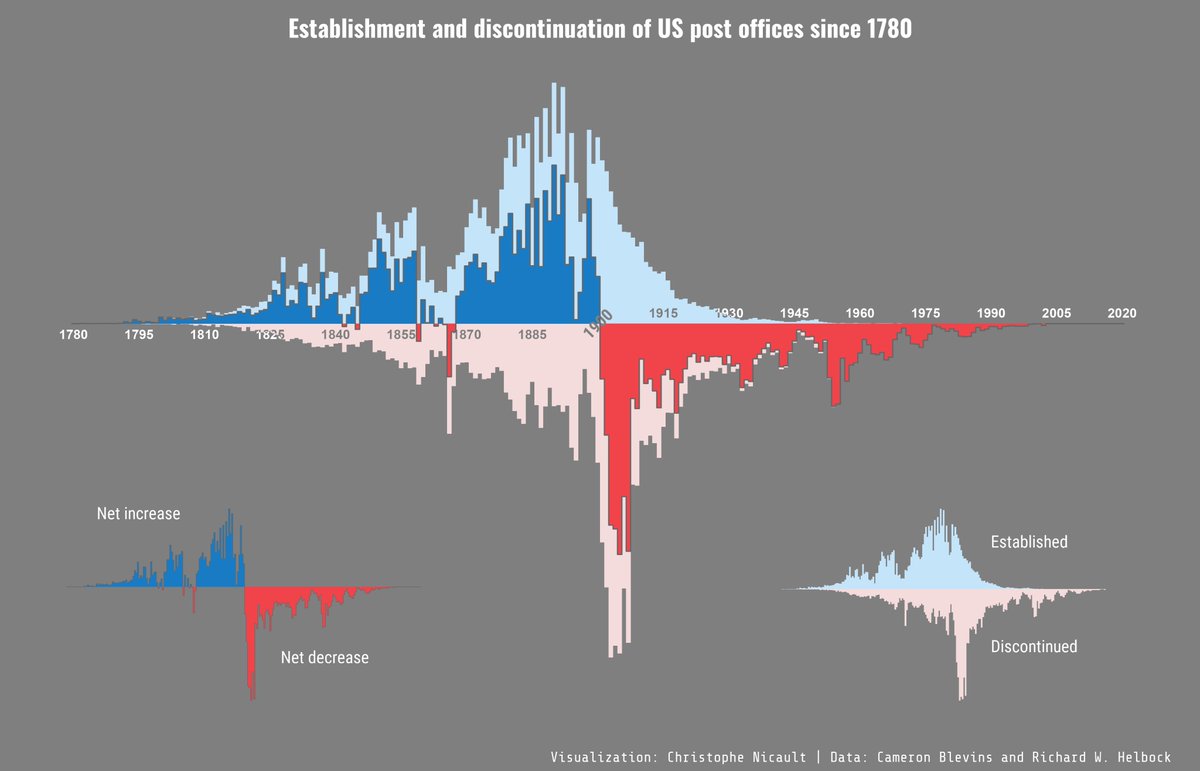 Establishment and discontinuation of US post offices since 1780
1915 1930 1945 1960 1975 1990 2005 2020
1780 1795 1810 1825 1840 1855 1870 1885 1900
Net increase
Established
Discontinued
Net decrease
Visualization: Christophe Nicault | Data: Cameron Blevins and Richard W. Helbock